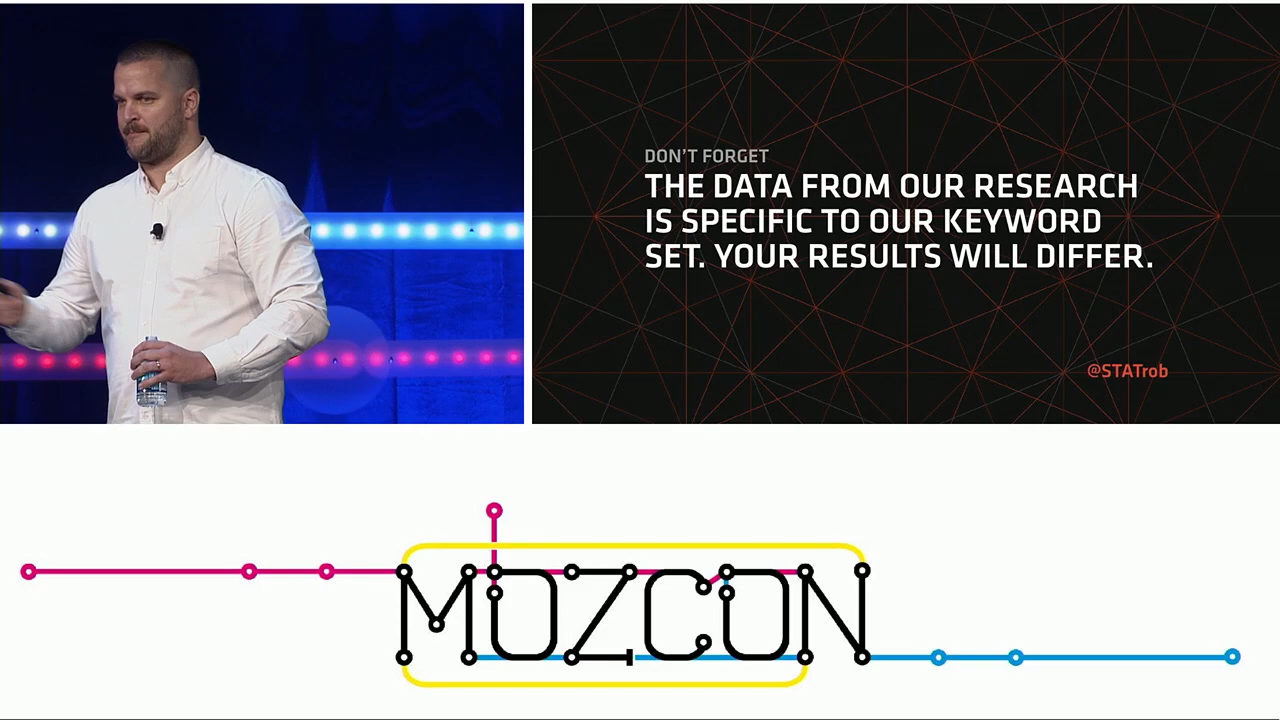 DON'T FORGET
THE DATA FROM OUR RESEARCH
IS SPECIFIC TO OUR KEYWORD
SET. YOUR RESULTS WILL DIFFER.
@STATrob
MOZCON